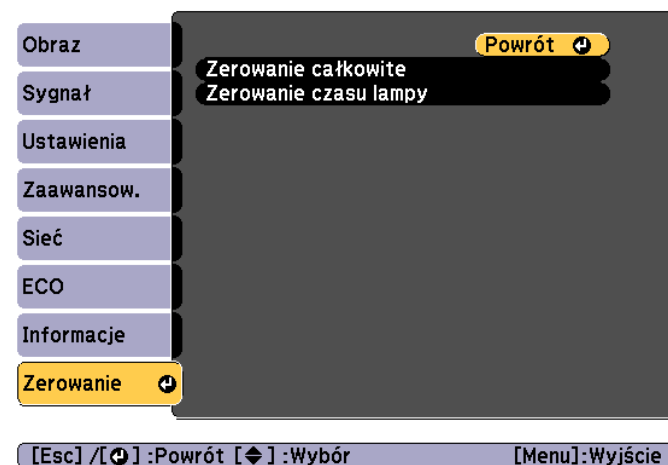 Obraz
Sygnał
Ustawienia
Zaawansow.
Sieć
ECO
Informacje
Zerowanie
Powrót
Zerowanie całkowite
Zerowanie czasu lampy
[Esc] /[ ] :Powrót [ ] :Wybór [Menu]:Wyjście